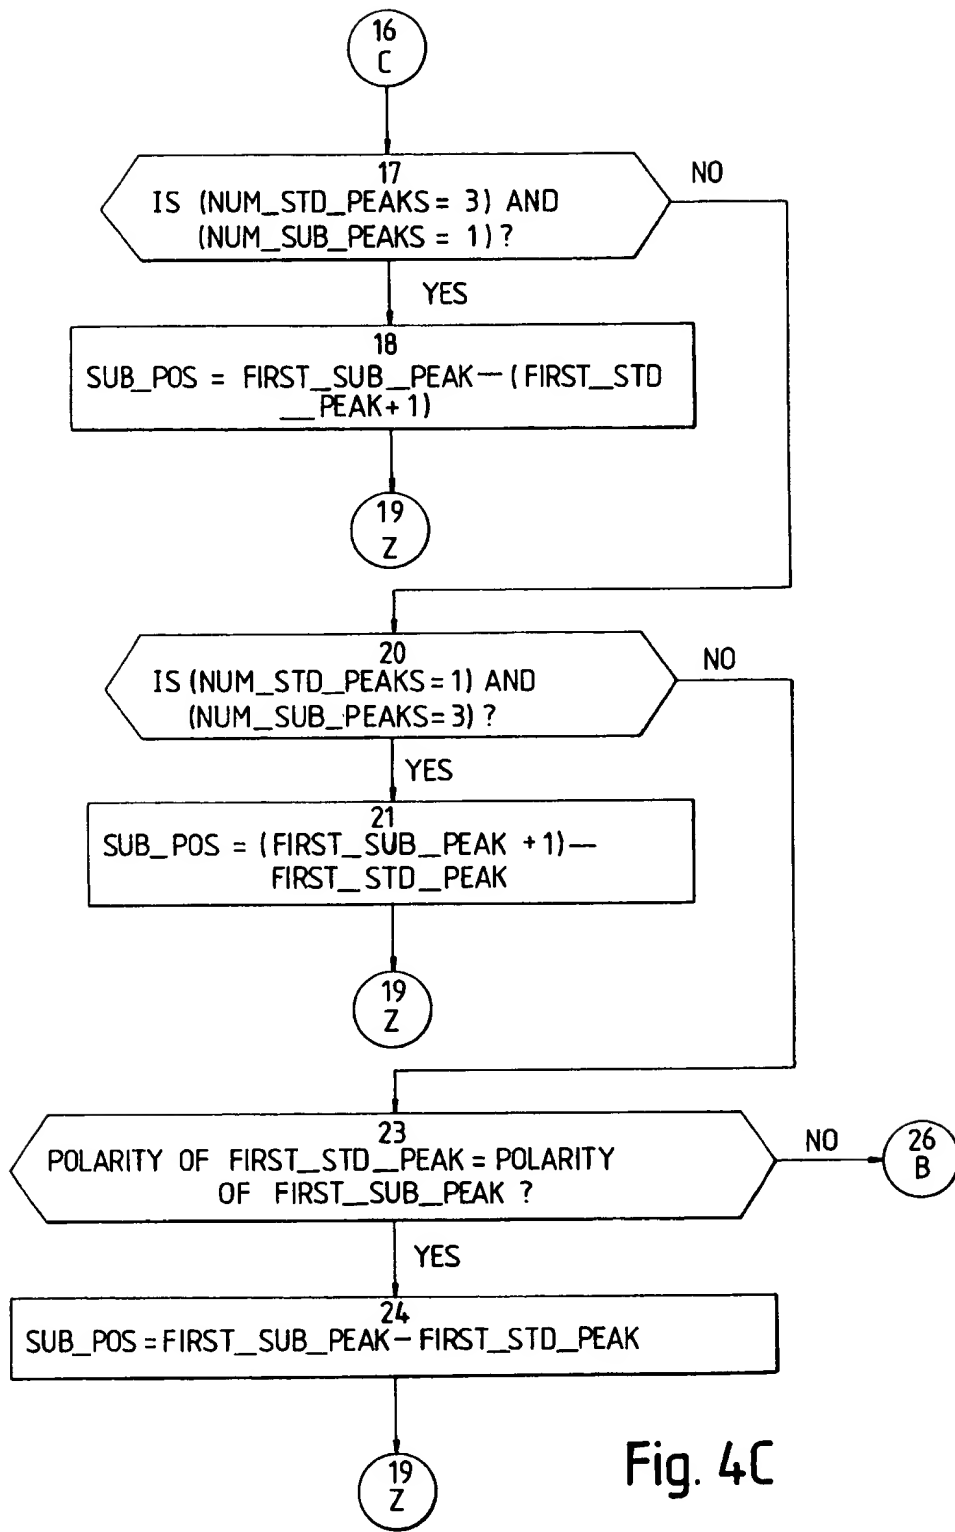 16
C
17
NO
IS (NUM_STD_PEAKS = 3) AND
(NUM_SUB_PEAKS = 1) ?
YES
18
SUB_POS = FIRST_SUB_PEAK — (FIRST_STD
__PEAK+1)
19
Z
20
NO
IS (NUM_STD_PEAKS=1) AND
(NUM_SUB_PEAKS=3) ?
YES
21
SUB_POS = (FIRST_SUB_PEAK +1) —
FIRST_STD_PEAK
19
Z
23
NO
26
B
POLARITY OF FIRST_STD_PEAK = POLARITY
OF FIRST_SUB_PEAK ?
YES
24
SUB_POS = FIRST_SUB_PEAK – FIRST_STD_PEAK
19
Z
Fig. 4C